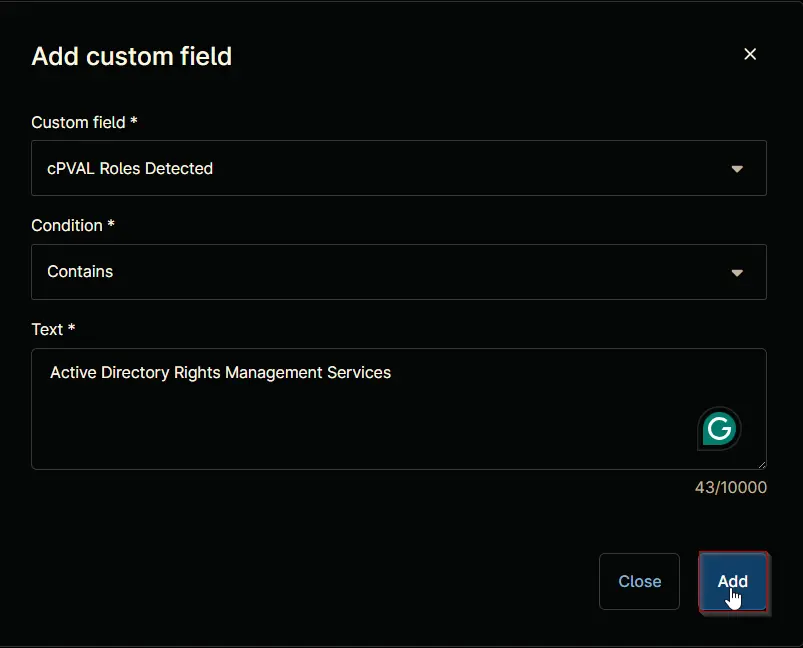 Add custom field
Custom field *
cPVAL Roles Detected
Condition *
Contains
Text *
Active Directory Rights Management Services
43/10000
Close
Add